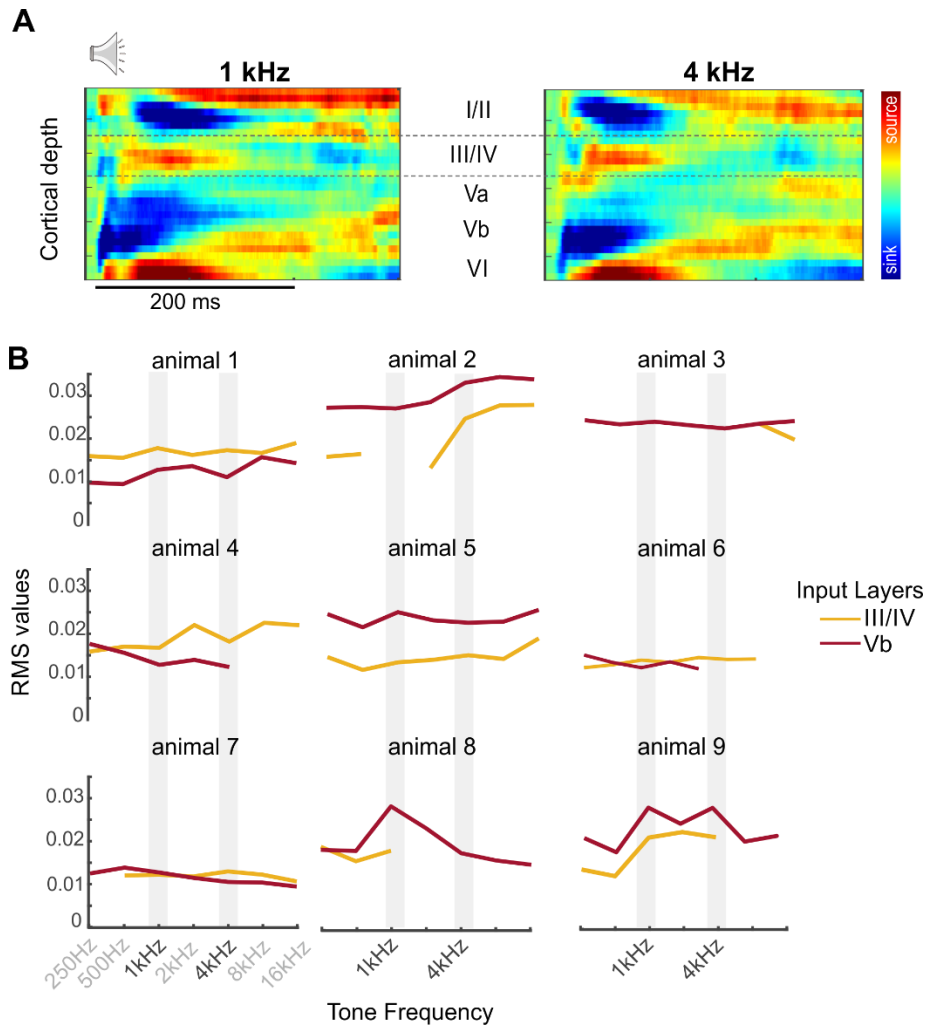 A
1 kHz
4 kHz
Cortical depth
I/II
III/IV
Va
Vb
VI
source
sink
200 ms
B
animal 1
animal 2
animal 3
0.03
0.02
0.01
0
animal 4
animal 5
animal 6
0.03
0.02
0.01
0
RMS values
Input Layers
III/IV
Vb
animal 7
animal 8
animal 9
0.03
0.02
0.01
0
250Hz
500Hz
1kHz
2kHz
4kHz
8kHz
16kHz
1kHz
4kHz
1kHz
4kHz
Tone Frequency